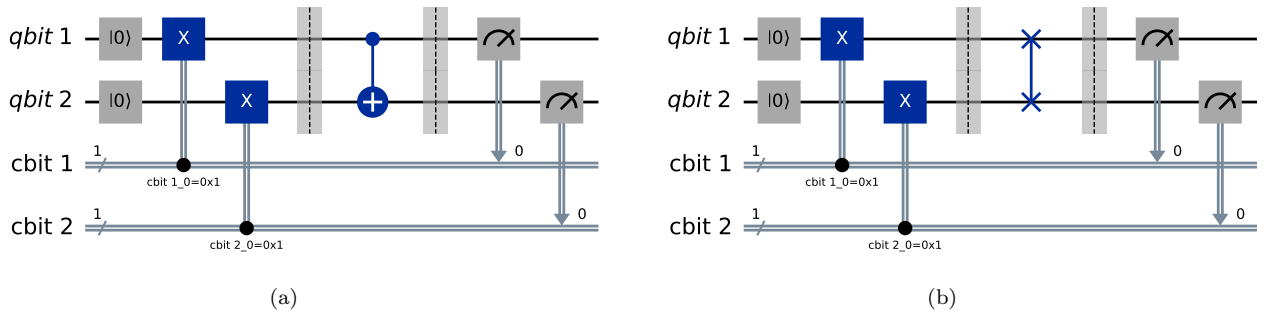 qbit 1 |0⟩ X
qbit 2 |0⟩ X
cbit 1 1 0
cbit 1_0=0x1
cbit 2 1 0
cbit 2_0=0x1
(a)
qbit 1 |0⟩ X
qbit 2 |0⟩ X
cbit 1 1 0
cbit 1_0=0x1
cbit 2 1 0
cbit 2_0=0x1
(b)